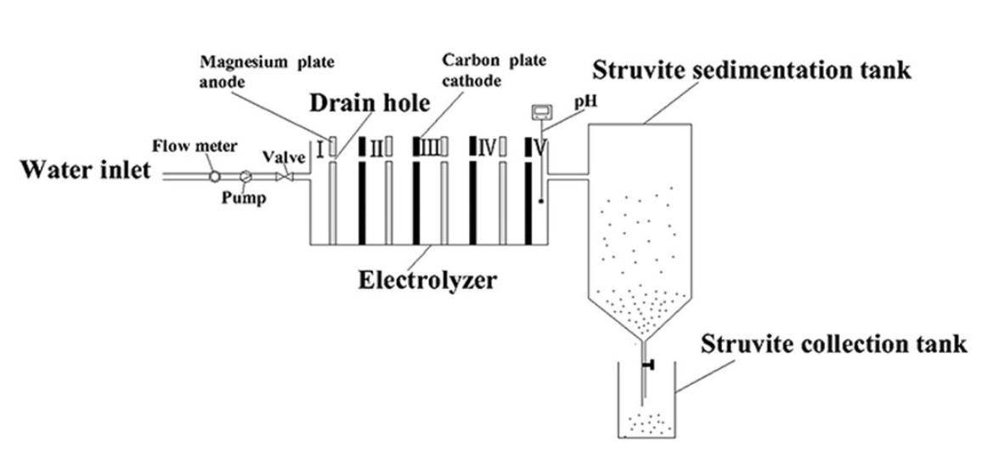 Magnesium plate
anode
Carbon plate
cathode
Struvite sedimentation tank
Drain hole
pH
Flow meter
Valve
I
II
III
IV
V
Water inlet
Pump
Electrolyzer
Struvite collection tank